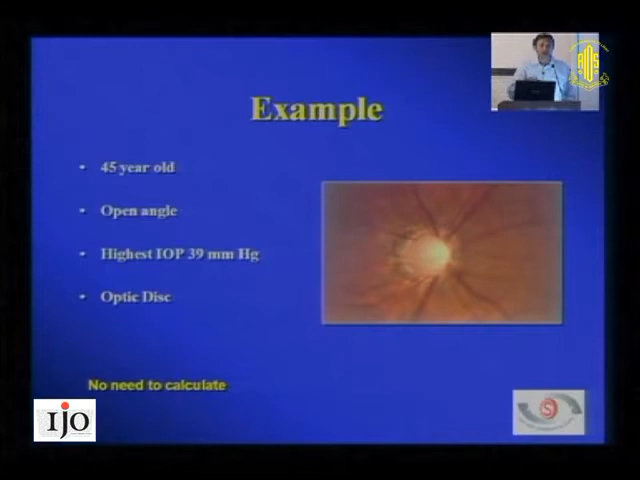 Example
• 45 year old
• Open angle
• Highest IOP 39 mm Hg
• Optic Disc
No need to calculate
IJO
S